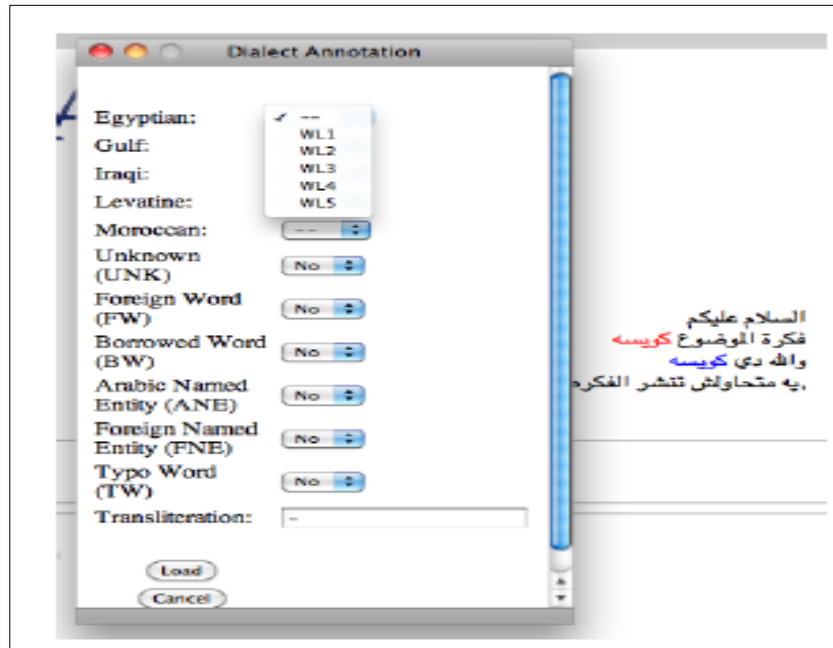 Dialect Annotation
Egyptian:
✓ --
WL1
WL2
WL3
WL4
WL5
Gulf:
Iraqi:
Levatine:
Moroccan:
--
Unknown
(UNK)
No
Foreign Word
(FW)
No
Borrowed Word
(BW)
No
Arabic Named
Entity (ANE)
No
Foreign Named
Entity (FNE)
No
Typo Word
(TW)
No
Transliteration:
-
Load
Cancel
السلام عليكم
فكرة الموضوع كويسه
والله دي كويسه
يه متحاولش تنشر الفكره